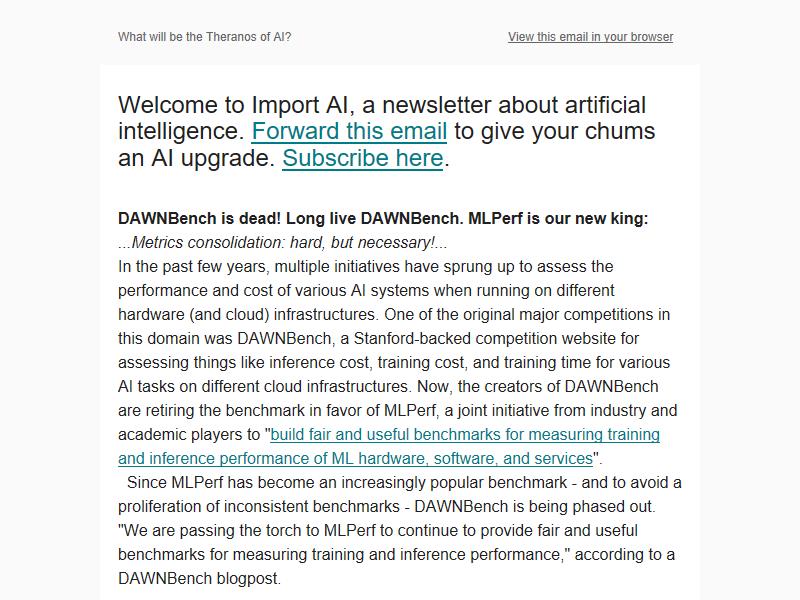 What will be the Theranos of AI?
View this email in your browser
Welcome to Import AI, a newsletter about artificial
intelligence. Forward this email to give your chums
an AI upgrade. Subscribe here.
DAWNBench is dead! Long live DAWNBench. MLPerf is our new king:
...Metrics consolidation: hard, but necessary!...
In the past few years, multiple initiatives have sprung up to assess the
performance and cost of various AI systems when running on different
hardware (and cloud) infrastructures. One of the original major competitions in
this domain was DAWNBench, a Stanford-backed competition website for
assessing things like inference cost, training cost, and training time for various
AI tasks on different cloud infrastructures. Now, the creators of DAWNBench
are retiring the benchmark in favor of MLPerf, a joint initiative from industry and
academic players to "build fair and useful benchmarks for measuring training
and inference performance of ML hardware, software, and services".
Since MLPerf has become an increasingly popular benchmark - and to avoid a
proliferation of inconsistent benchmarks - DAWNBench is being phased out.
"We are passing the torch to MLPerf to continue to provide fair and useful
benchmarks for measuring training and inference performance," according to a
DAWNBench blogpost.